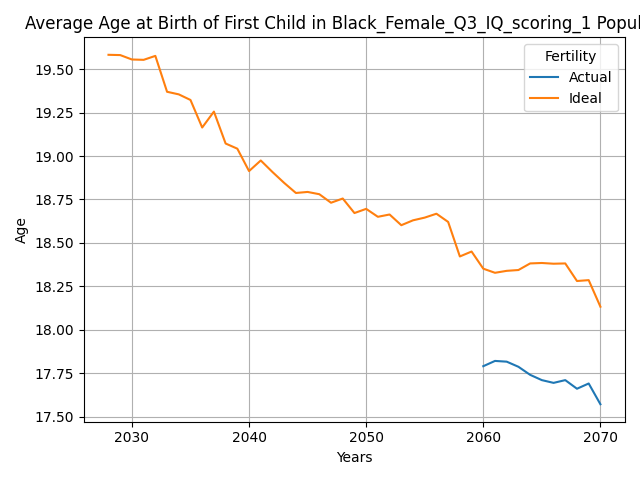 Average Age at Birth of First Child in Black_Female_Q3_IQ_scoring_1 Popul
Fertility
Actual
Ideal
Age
19.50
19.25
19.00
18.75
18.50
18.25
18.00
17.75
17.50
2030 2040 2050 2060 2070
Years